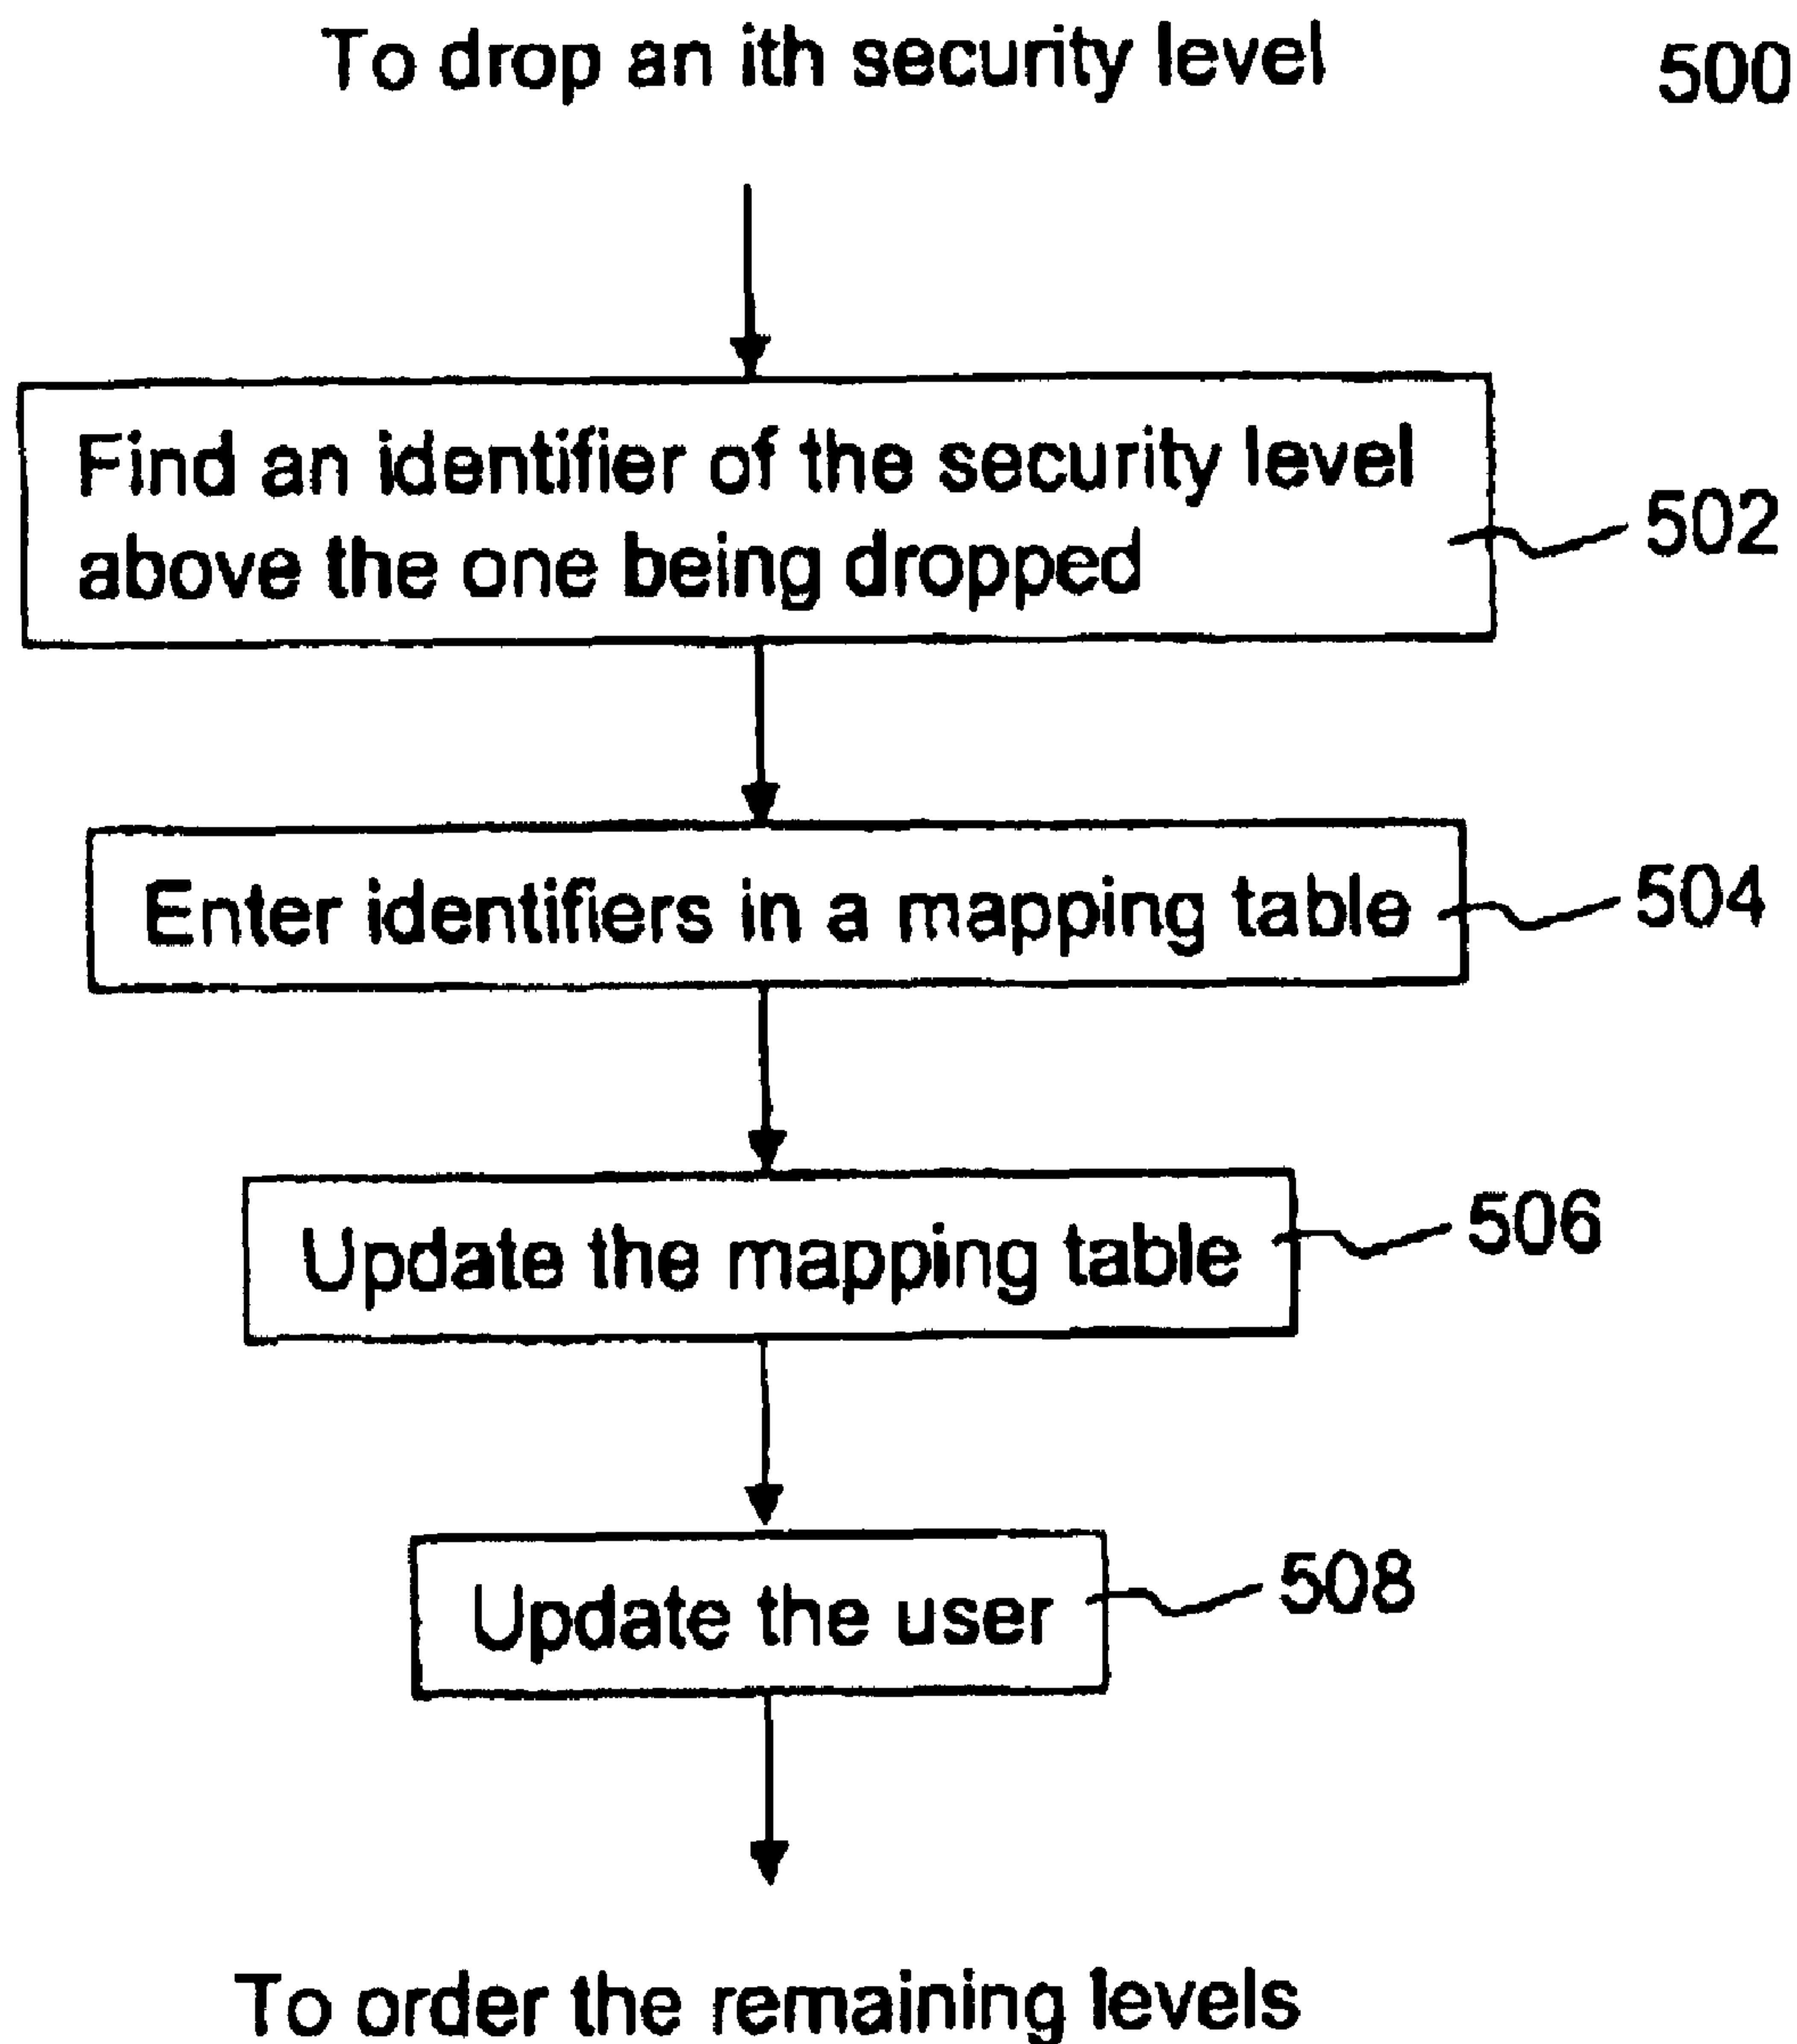 To drop an ith security level
500
Find an identifier of the security level
above the one being dropped
502
Enter identifiers in a mapping table
504
Update the mapping table
506
Update the user
508
To order the remaining levels